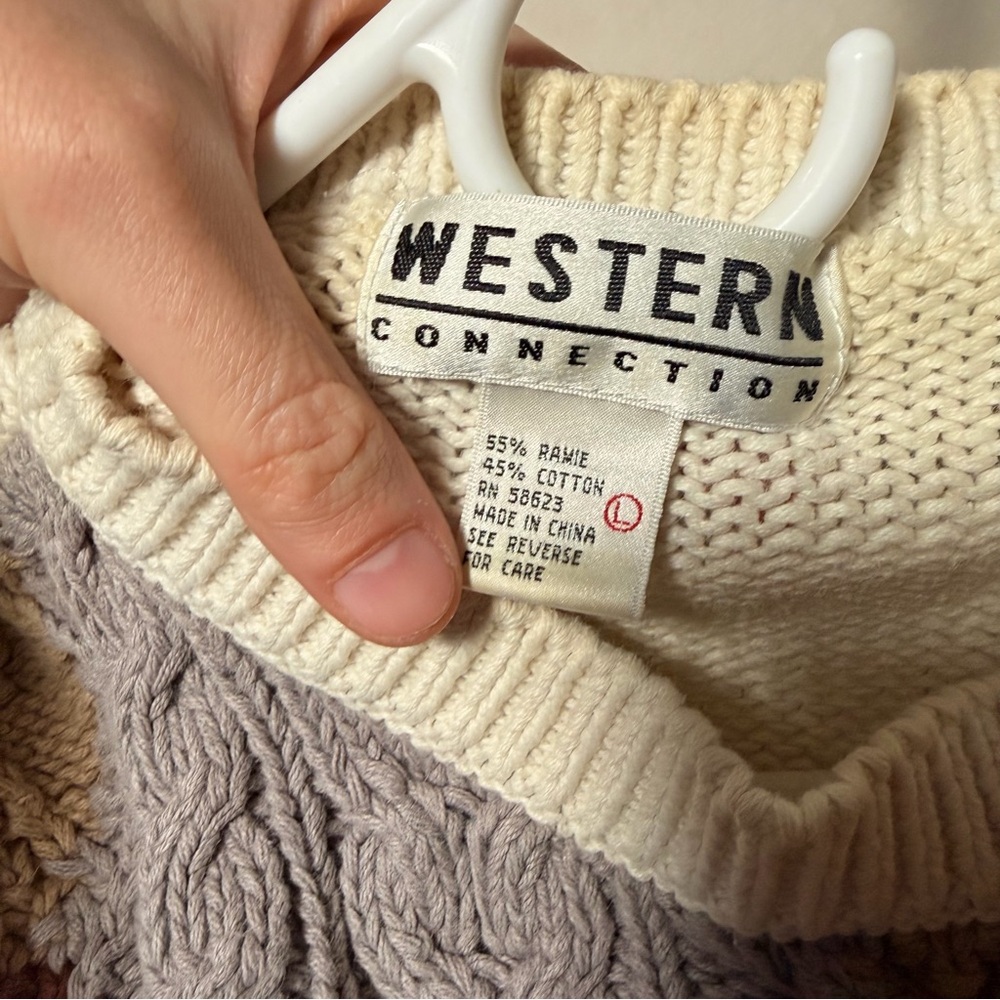 WESTERN
CONNECTION
55% RAMIE
45% COTTON
RN 58623
MADE IN CHINA
SEE REVERSE
FOR CARE
L